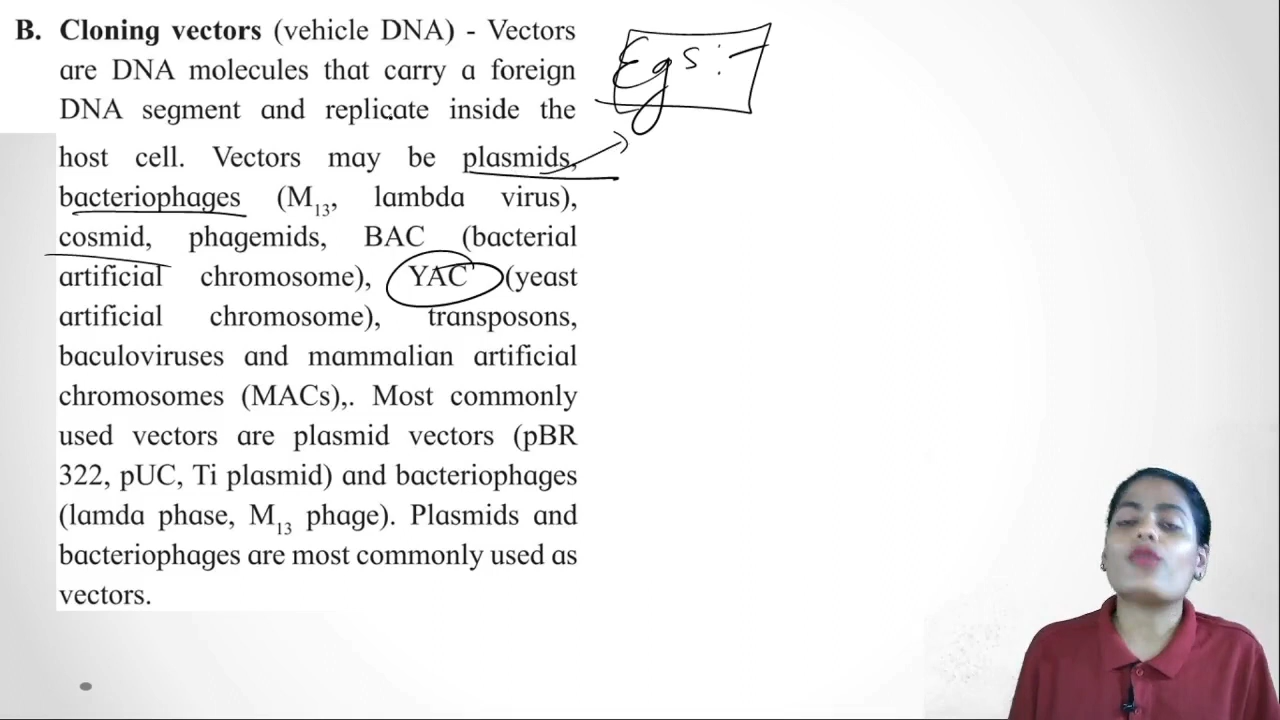 B. Cloning vectors (vehicle DNA) - Vectors
are DNA molecules that carry a foreign
DNA segment and replicate inside the
host cell. Vectors may be plasmids,
bacteriophages (M13, lambda virus),
cosmid, phagemids, BAC (bacterial
artificial chromosome), YAC (yeast
artificial chromosome), transposons,
baculoviruses and mammalian artificial
chromosomes (MACs),. Most commonly
used vectors are plasmid vectors (pBR
322, pUC, Ti plasmid) and bacteriophages
(lamda phase, M13 phage). Plasmids and
bacteriophages are most commonly used as
vectors.
Egs :-